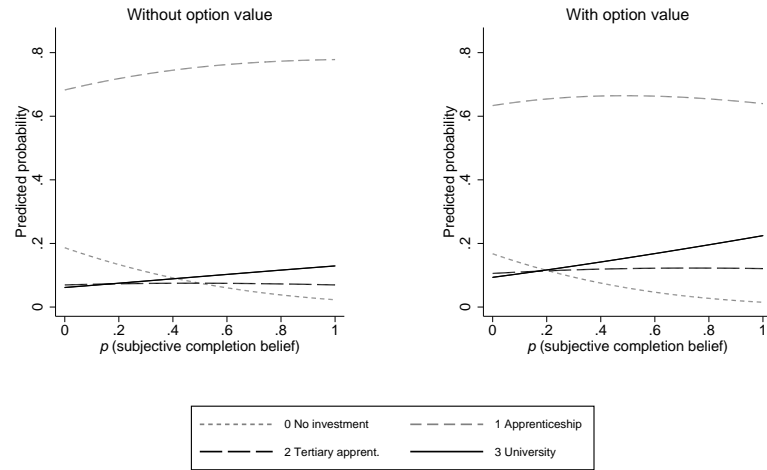 Without option value
With option value
Predicted probability
.8
.6
.4
.2
0
0 .2 .4 .6 .8 1
p (subjective completion belief)
Predicted probability
.8
.6
.4
.2
0
0 .2 .4 .6 .8 1
p (subjective completion belief)
0 No investment
1 Apprenticeship
2 Tertiary apprent.
3 University